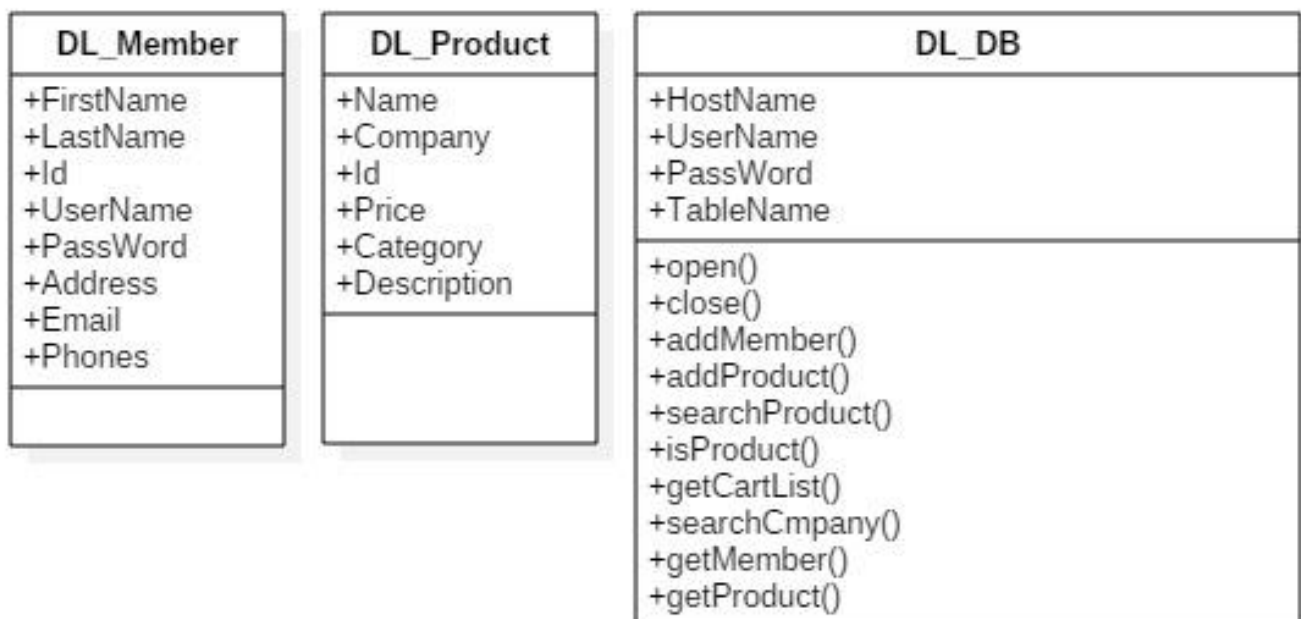 DL_Member
+FirstName
+LastName
+Id
+UserName
+PassWord
+Address
+Email
+Phones
DL_Product
+Name
+Company
+Id
+Price
+Category
+Description
DL_DB
+HostName
+UserName
+PassWord
+TableName
+open()
+close()
+addMember()
+addProduct()
+searchProduct()
+isProduct()
+getCartList()
+searchCmpany()
+getMember()
+getProduct()